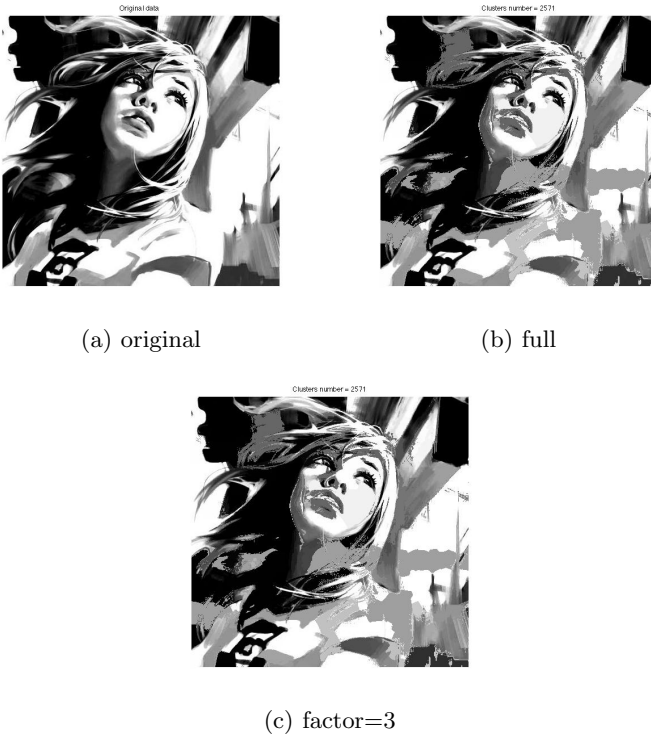 Original data
Clusters number = 2571
(a) original
(b) full
Clusters number = 2571
(c) factor=3